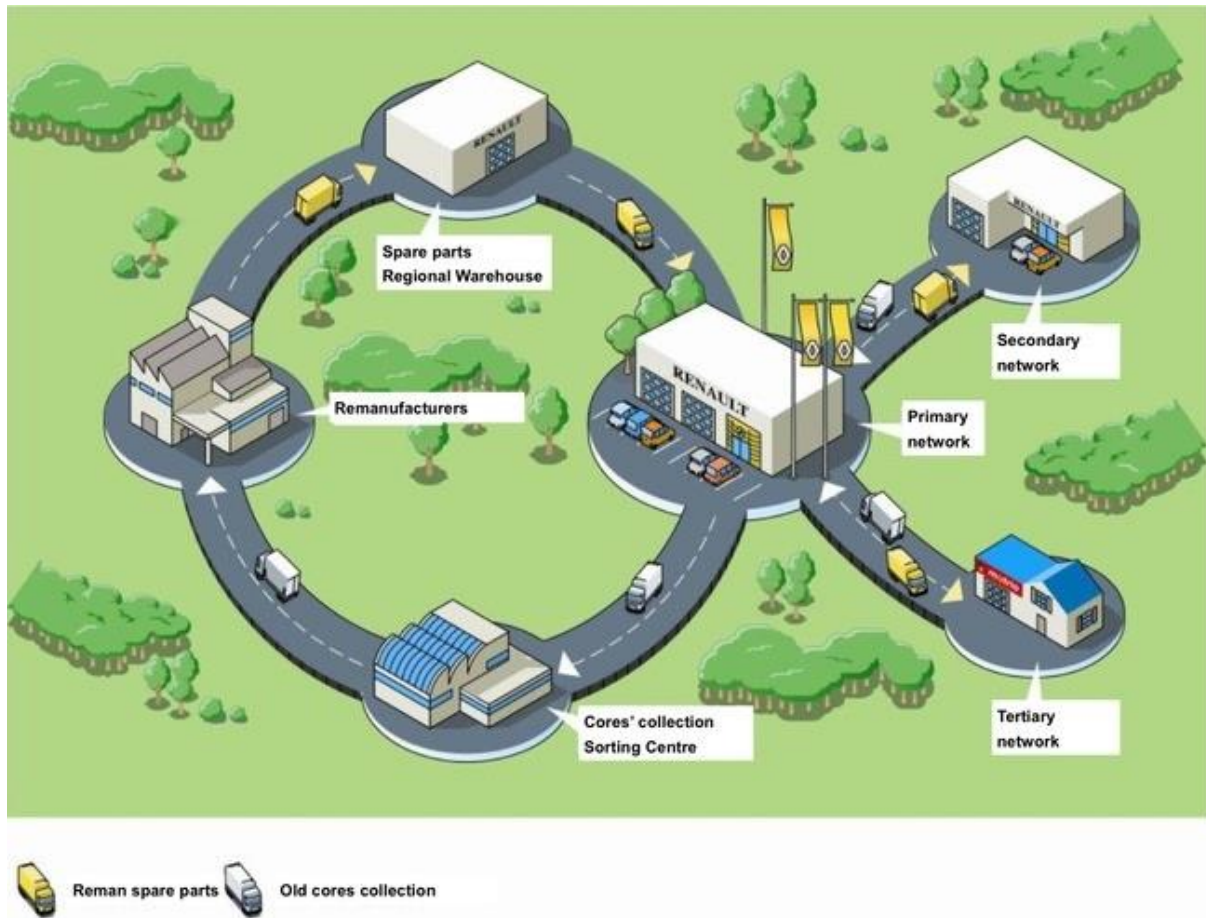 RENAULT
Spare parts
Regional Warehouse
RENAULT
Secondary
network
RENAULT
Primary
network
Remanufacturers
motrio
Cores' collection
Sorting Centre
Tertiary
network
Reman spare parts
Old cores collection